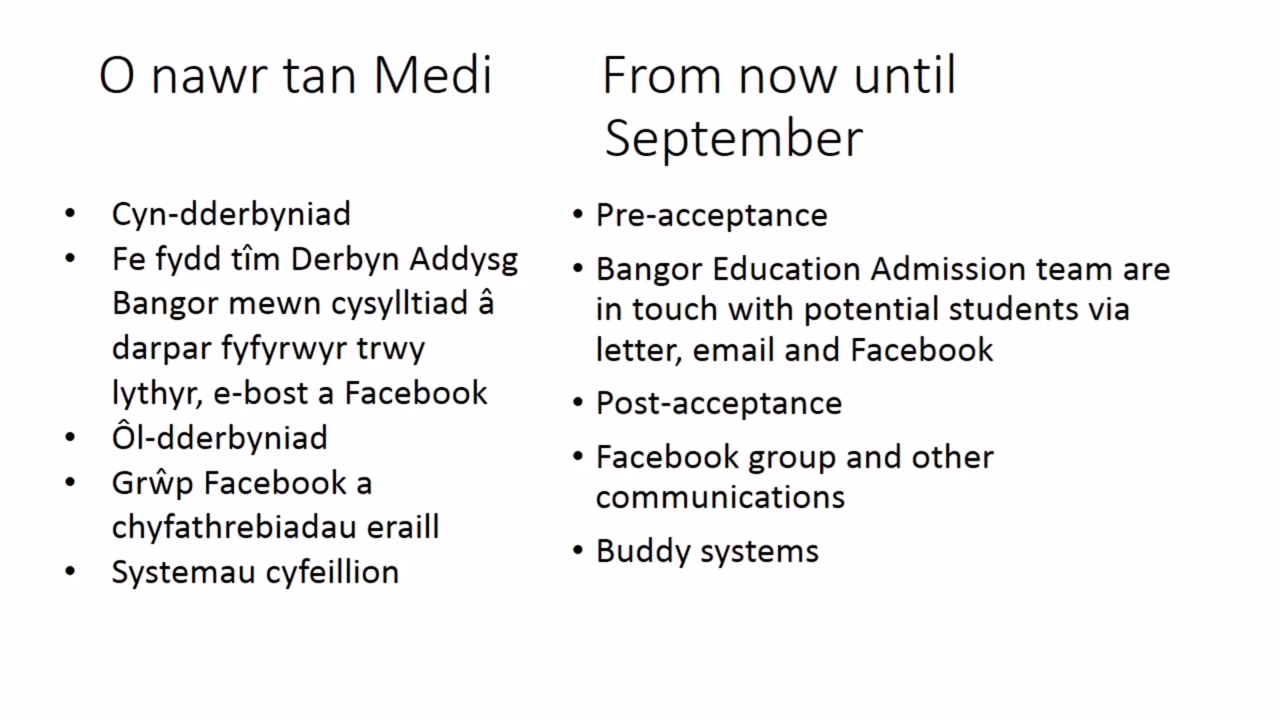 O nawr tan Medi
• Cyn-dderbyniad
• Fe fydd tîm Derbyn Addysg
Bangor mewn cysylltiad â
darpar fyfyrwyr trwy
lythyr, e-bost a Facebook
• Ôl-dderbyniad
• Grŵp Facebook a
chyfathrebiadau eraill
• Systemau cyfeillion
From now until
September
• Pre-acceptance
• Bangor Education Admission team are
in touch with potential students via
letter, email and Facebook
• Post-acceptance
• Facebook group and other
communications
• Buddy systems